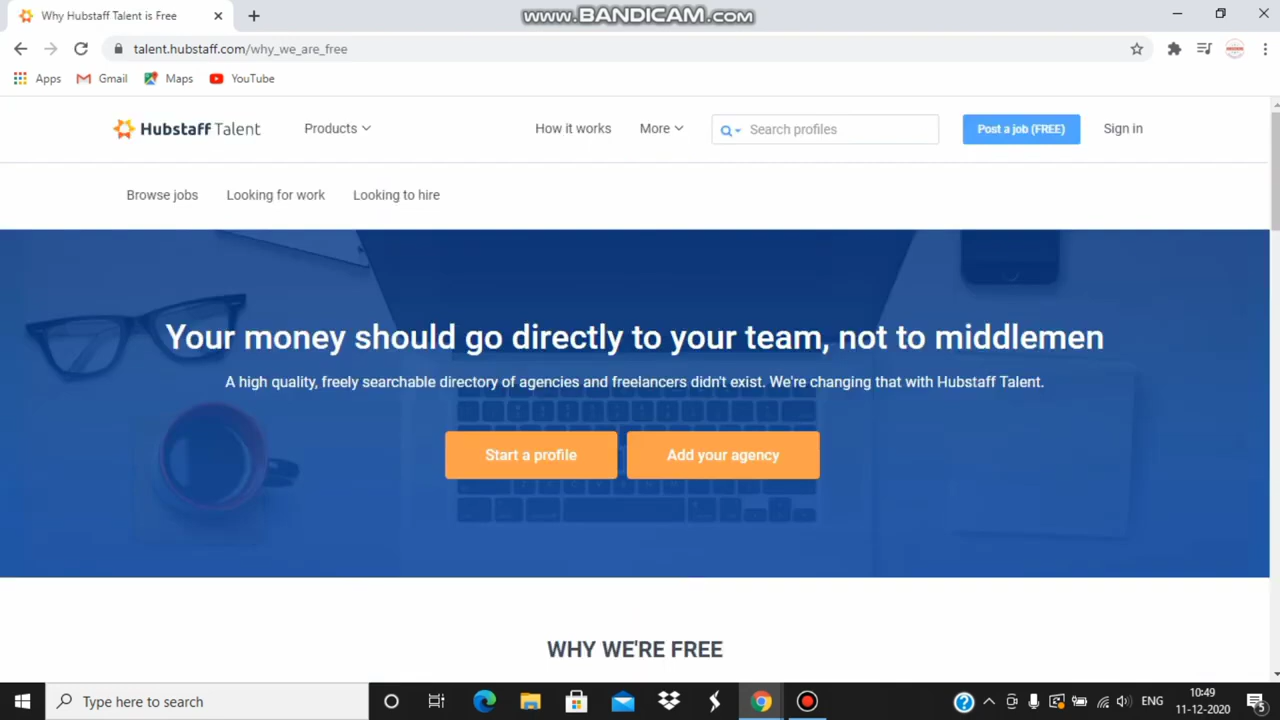 Why Hubstaff Talent is Free
www.BANDICAM.com
talent.hubstaff.com/why_we_are_free
Apps Gmail Maps YouTube
Hubstaff Talent Products How it works More Search profiles Post a job (FREE) Sign in
Browse jobs Looking for work Looking to hire
Your money should go directly to your team, not to middlemen
A high quality, freely searchable directory of agencies and freelancers didn't exist. We're changing that with Hubstaff Talent.
Start a profile Add your agency
WHY WE'RE FREE
Type here to search ENG 10:49
11-12-2020 5